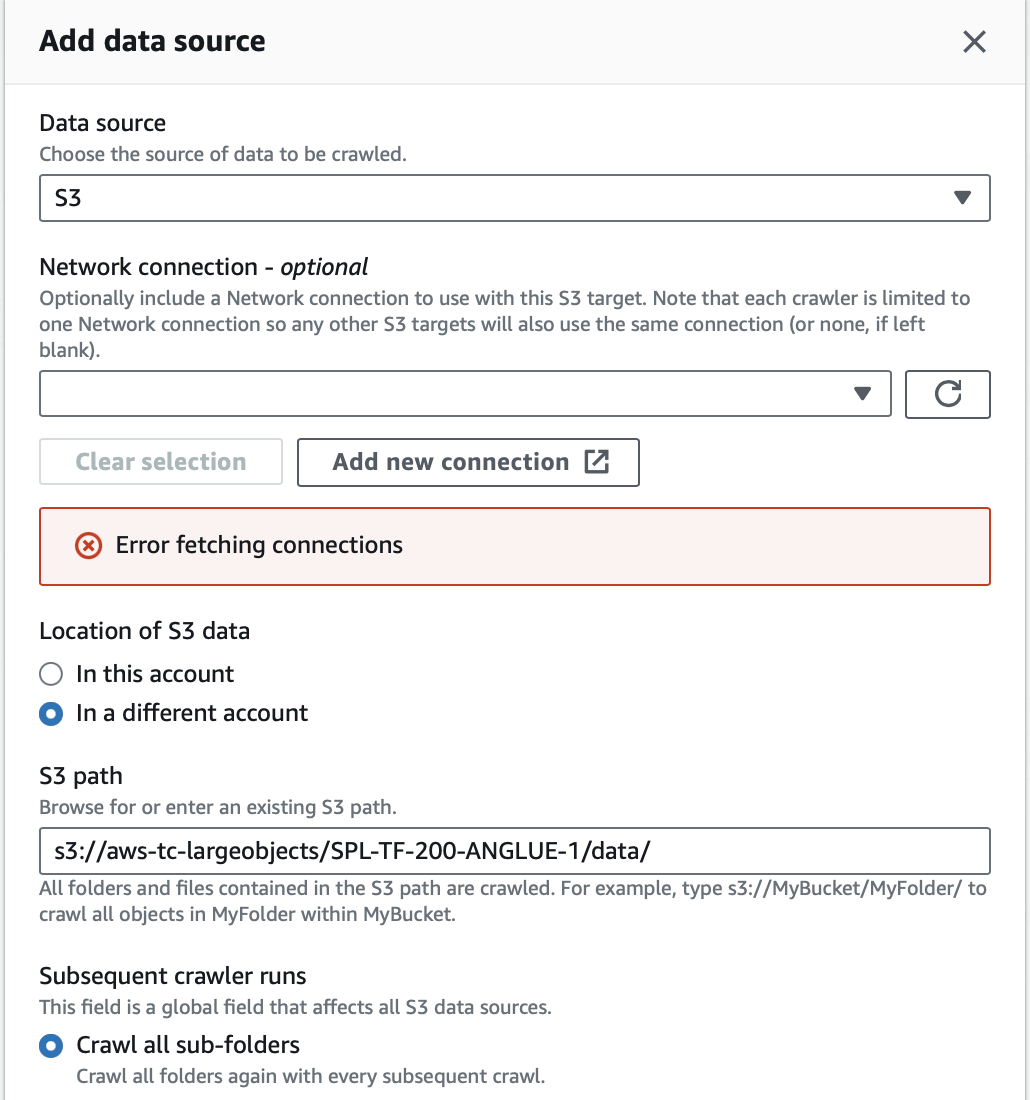 Add data source
Data source
Choose the source of data to be crawled.
S3
Network connection - optional
Optionally include a Network connection to use with this S3 target. Note that each crawler is limited to
one Network connection so any other S3 targets will also use the same connection (or none, if left
blank).
Clear selection
Add new connection
Error fetching connections
Location of S3 data
In this account
In a different account
S3 path
Browse for or enter an existing S3 path.
s3://aws-tc-largeobjects/SPL-TF-200-ANGLUE-1/data/
All folders and files contained in the S3 path are crawled. For example, type s3://MyBucket/MyFolder/ to
crawl all objects in MyFolder within MyBucket.
Subsequent crawler runs
This field is a global field that affects all S3 data sources.
Crawl all sub-folders
Crawl all folders again with every subsequent crawl.